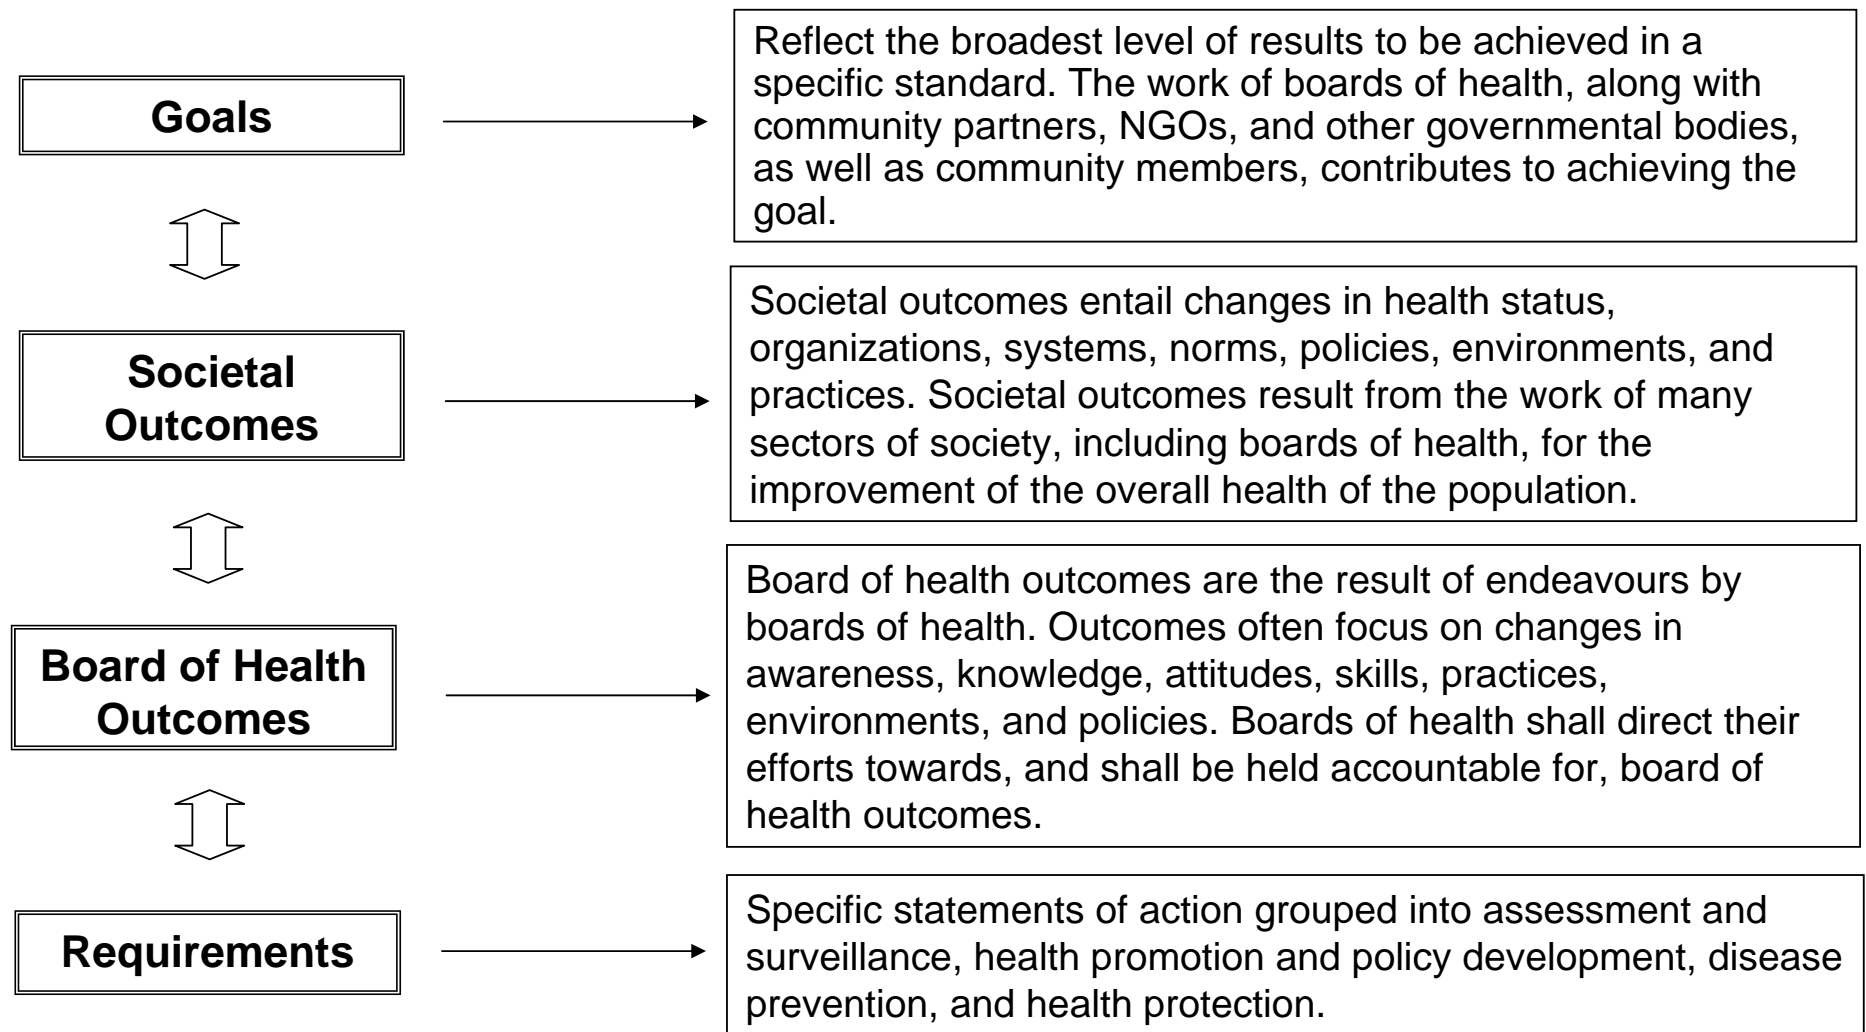 Goals
Reflect the broadest level of results to be achieved in a
specific standard. The work of boards of health, along with
community partners, NGOs, and other governmental bodies,
as well as community members, contributes to achieving the
goal.
Societal
Outcomes
Societal outcomes entail changes in health status,
organizations, systems, norms, policies, environments, and
practices. Societal outcomes result from the work of many
sectors of society, including boards of health, for the
improvement of the overall health of the population.
Board of Health
Outcomes
Board of health outcomes are the result of endeavours by
boards of health. Outcomes often focus on changes in
awareness, knowledge, attitudes, skills, practices,
environments, and policies. Boards of health shall direct their
efforts towards, and shall be held accountable for, board of
health outcomes.
Requirements
Specific statements of action grouped into assessment and
surveillance, health promotion and policy development, disease
prevention, and health protection.